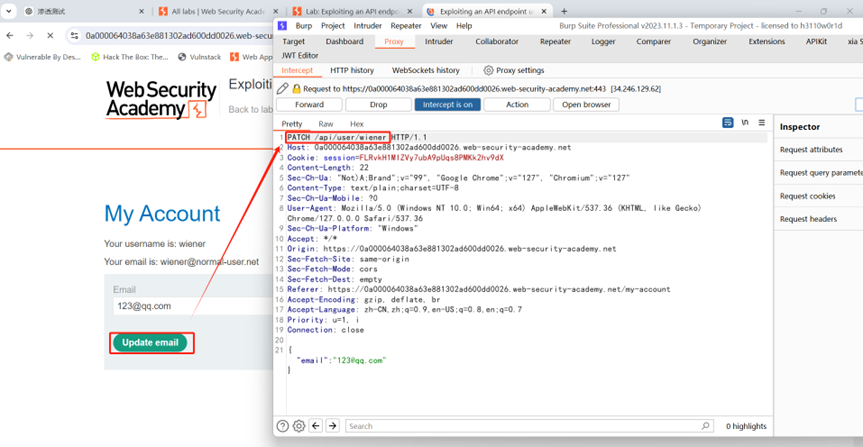 渗透测试
All labs | Web Security Acade
Lab: Exploiting an API endpo
Exploiting an API endpoint u
0a000064038a63e881302ad600dd0026.web-sec
Vulnerable By Des...
Hack The Box: The...
Vulnstack
Web App
Web Security
Academy
Exploiti
Back to lab
My Account
Your username is: wiener
Your email is: wiener@normal-user.net
Email
123@qq.com
Update email
Burp Project Intruder Repeater View Help
Burp Suite Professional v2023.11.1.3 - Temporary Project - licensed to h3110w0r1d
Target Dashboard Proxy Intruder Collaborator Repeater Logger Comparer Organizer Extensions APIKit xia S
JWT Editor
Intercept HTTP history WebSockets history Proxy settings
Request to https://0a000064038a63e881302ad600dd0026.web-security-academy.net:443 [34.246.129.62]
Forward Drop Intercept is on Action Open browser
Pretty Raw Hex
\n
1 PATCH /api/user/wiener HTTP/1.1
2 Host: 0a000064038a63e881302ad600dd0026.web-security-academy.net
3 Cookie: session=FLRvkH1MlZVy7ubA9pUqs8PMKk2hv9dX
4 Content-Length: 22
5 Sec-Ch-Ua: "Not)A;Brand";v="99", "Google Chrome";v="127", "Chromium";v="127"
6 Content-Type: text/plain;charset=UTF-8
7 Sec-Ch-Ua-Mobile: ?0
8 User-Agent: Mozilla/5.0 (Windows NT 10.0; Win64; x64) AppleWebKit/537.36 (KHTML, like Gecko)
Chrome/127.0.0.0 Safari/537.36
9 Sec-Ch-Ua-Platform: "Windows"
10 Accept: */*
11 Origin: https://0a000064038a63e881302ad600dd0026.web-security-academy.net
12 Sec-Fetch-Site: same-origin
13 Sec-Fetch-Mode: cors
14 Sec-Fetch-Dest: empty
15 Referer: https://0a000064038a63e881302ad600dd0026.web-security-academy.net/my-account
16 Accept-Encoding: gzip, deflate, br
17 Accept-Language: zh-CN,zh;q=0.9,en-US;q=0.8,en;q=0.7
18 Priority: u=1, i
19 Connection: close
20
21 {
"email":"123@qq.com"
}
Inspector
Request attributes
Request query paramete
Request cookies
Request headers
Search
0 highlights